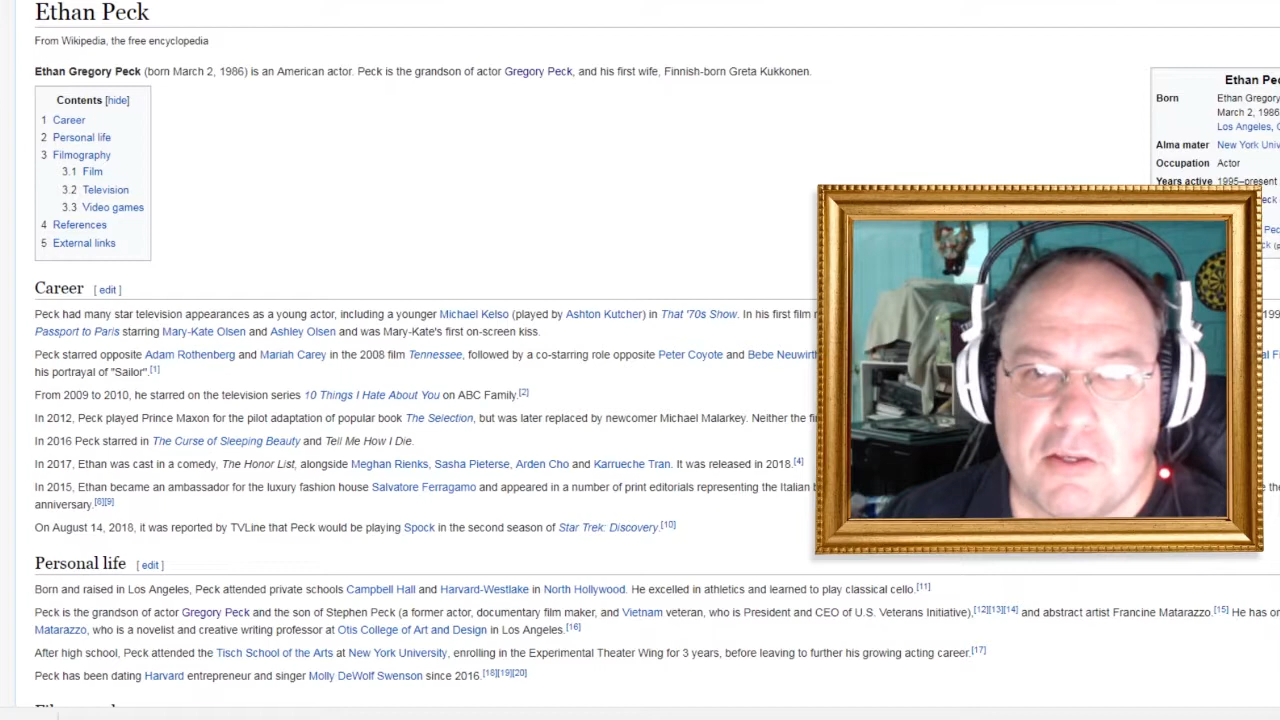 Ethan Peck
From Wikipedia, the free encyclopedia
Ethan Gregory Peck (born March 2, 1986) is an American actor. Peck is the grandson of actor Gregory Peck, and his first wife, Finnish-born Greta Kukkonen.
Contents [hide]
1 Career
2 Personal life
3 Filmography
3.1 Film
3.2 Television
3.3 Video games
4 References
5 External links
Ethan Pec
Born Ethan Gregory
March 2, 1986
Los Angeles, C
Alma mater New York Univ
Occupation Actor
Years active 1995–present
eck
Pec
ck (p
Career [ edit ]
Peck had many star television appearances as a young actor, including a younger Michael Kelso (played by Ashton Kutcher) in That '70s Show. In his first film
Passport to Paris starring Mary-Kate Olsen and Ashley Olsen and was Mary-Kate's first on-screen kiss.
Peck starred opposite Adam Rothenberg and Mariah Carey in the 2008 film Tennessee, followed by a co-starring role opposite Peter Coyote and Bebe Neuwirth
his portrayal of "Sailor".[1]
From 2009 to 2010, he starred on the television series 10 Things I Hate About You on ABC Family.[2]
In 2012, Peck played Prince Maxon for the pilot adaptation of popular book The Selection, but was later replaced by newcomer Michael Malarkey. Neither the
In 2016 Peck starred in The Curse of Sleeping Beauty and Tell Me How I Die.
In 2017, Ethan was cast in a comedy, The Honor List, alongside Meghan Rienks, Sasha Pieterse, Arden Cho and Karrueche Tran. It was released in 2018.[4]
In 2015, Ethan became an ambassador for the luxury fashion house Salvatore Ferragamo and appeared in a number of print editorials representing the Italian
anniversary.[8][9]
On August 14, 2018, it was reported by TVLine that Peck would be playing Spock in the second season of Star Trek: Discovery.[10]
Personal life [ edit ]
Born and raised in Los Angeles, Peck attended private schools Campbell Hall and Harvard-Westlake in North Hollywood. He excelled in athletics and learned to play classical cello.[11]
Peck is the grandson of actor Gregory Peck and the son of Stephen Peck (a former actor, documentary film maker, and Vietnam veteran, who is President and CEO of U.S. Veterans Initiative),[12][13][14] and abstract artist Francine Matarazzo.[15] He has on
Matarazzo, who is a novelist and creative writing professor at Otis College of Art and Design in Los Angeles.[16]
After high school, Peck attended the Tisch School of the Arts at New York University, enrolling in the Experimental Theater Wing for 3 years, before leaving to further his growing acting career.[17]
Peck has been dating Harvard entrepreneur and singer Molly DeWolf Swenson since 2016.[18][19][20]